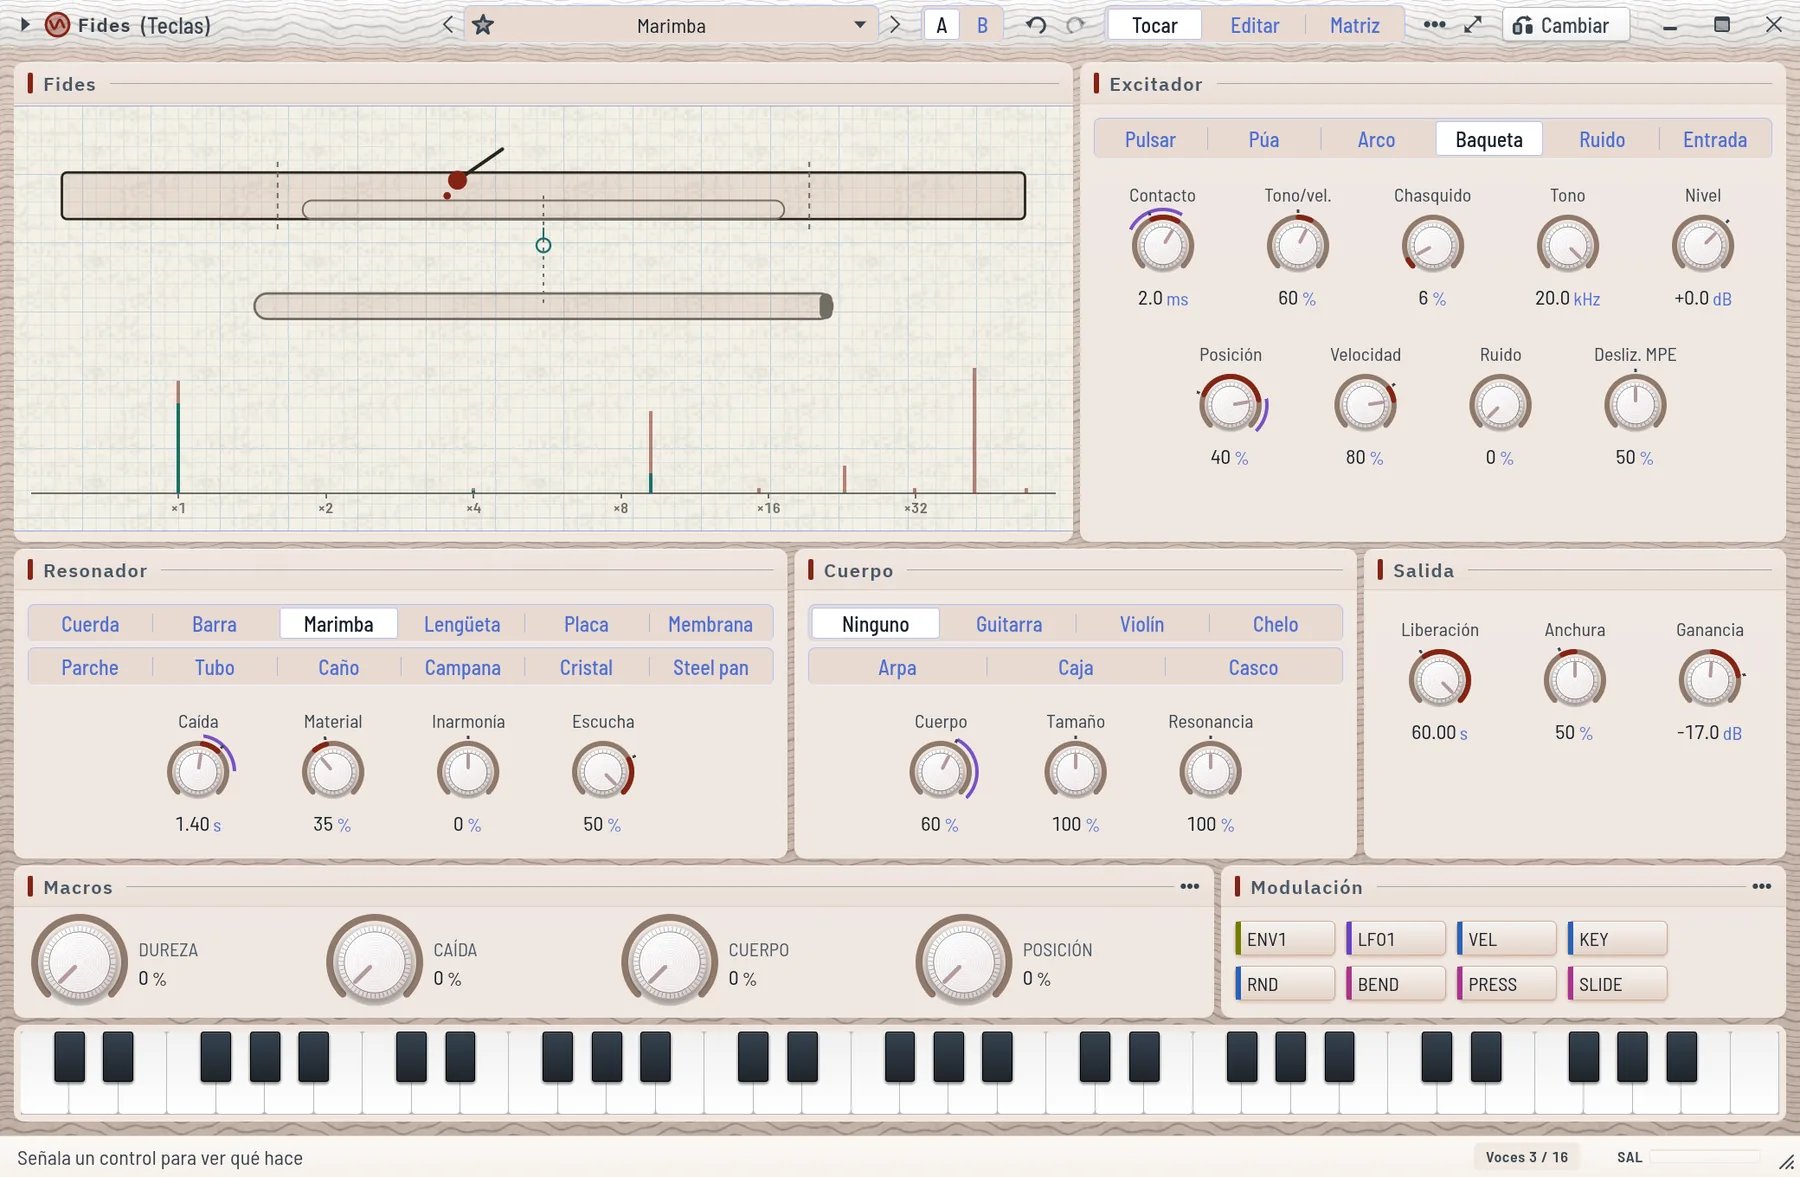 Fides (Teclas)
Marimba
A B
Tocar Editar Matriz
Cambiar
Fides
×1 ×2 ×4 ×8 ×16 ×32
Excitador
Pulsar Púa Arco Baqueta Ruido Entrada
Contacto Tono/vel. Chasquido Tono Nivel
2.0 ms 60 % 6 % 20.0 kHz +0.0 dB
Posición Velocidad Ruido Desliz. MPE
40 % 80 % 0 % 50 %
Resonador
Cuerda Barra Marimba Lengüeta Placa Membrana
Parche Tubo Caño Campana Cristal Steel pan
Caída Material Inarmonía Escucha
1.40 s 35 % 0 % 50 %
Cuerpo
Ninguno Guitarra Violín Chelo
Arpa Caja Casco
Cuerpo Tamaño Resonancia
60 % 100 % 100 %
Salida
Liberación Anchura Ganancia
60.00 s 50 % -17.0 dB
Macros
DUREZA
0 %
CAÍDA
0 %
CUERPO
0 %
POSICIÓN
0 %
Modulación
ENV1 LFO1 VEL KEY
RND BEND PRESS SLIDE
Señala un control para ver qué hace
Voces 3 / 16
SAL